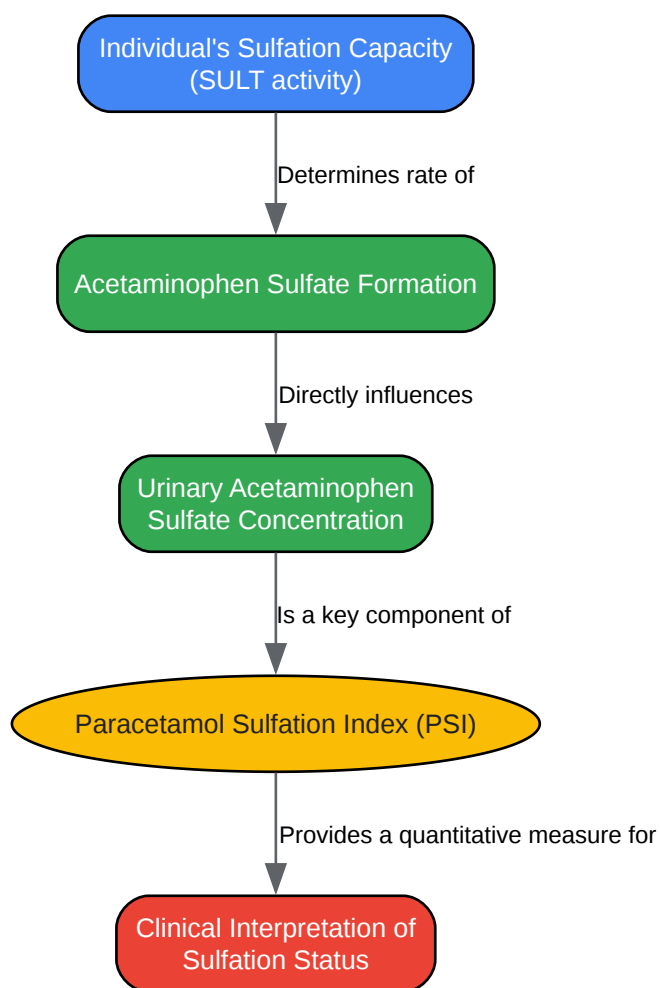 Individual's Sulfation Capacity
(SULT activity)
Determines rate of
Acetaminophen Sulfate Formation
Directly influences
Urinary Acetaminophen
Sulfate Concentration
Is a key component of
Paracetamol Sulfation Index (PSI)
Provides a quantitative measure for
Clinical Interpretation of
Sulfation Status